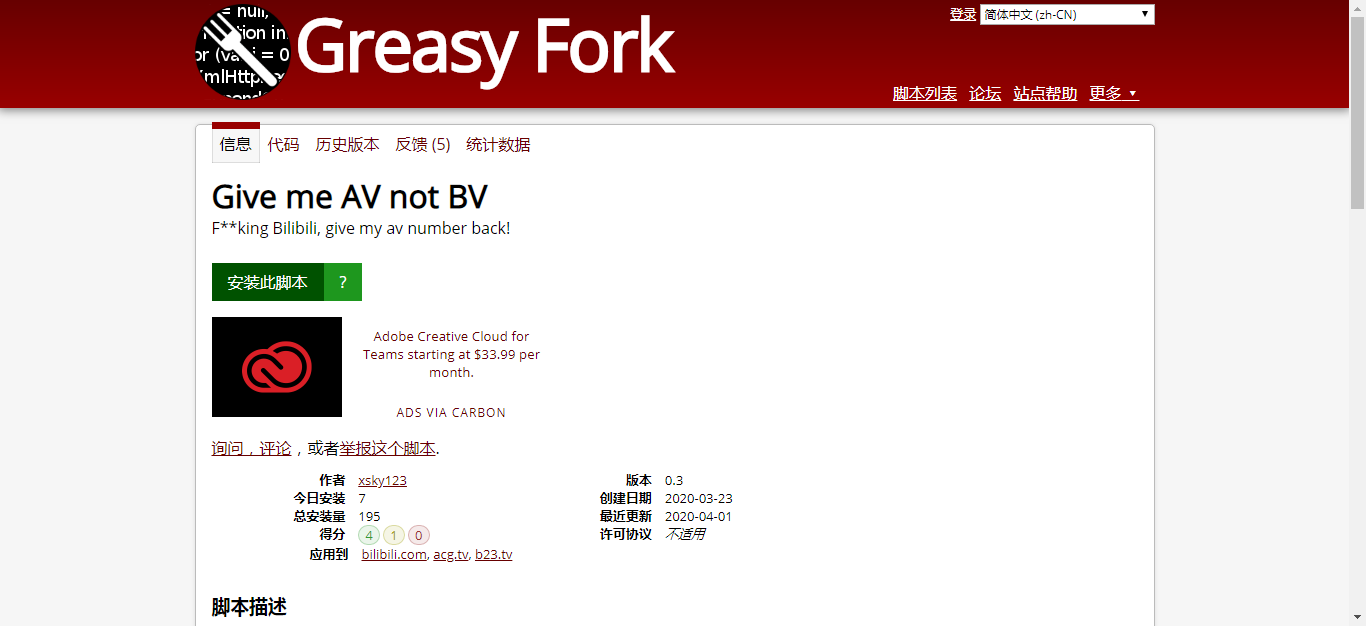 = null,
tion in
or (va i = 0
XmlHttp
Greasy Fork
登录 简体中文 (zh-CN)
脚本列表 论坛 站点帮助 更多
信息 代码 历史版本 反馈 (5) 统计数据
Give me AV not BV
F**king Bilibili, give my av number back!
安装此脚本 ?
Adobe Creative Cloud for
Teams starting at $33.99 per
month.
ADS VIA CARBON
询问，评论，或者举报这个脚本.
作者 xsky123 版本 0.3
今日安装 7 创建日期 2020-03-23
总安装量 195 最近更新 2020-04-01
得分 4 1 0 许可协议 不适用
应用到 bilibili.com, acg.tv, b23.tv
脚本描述